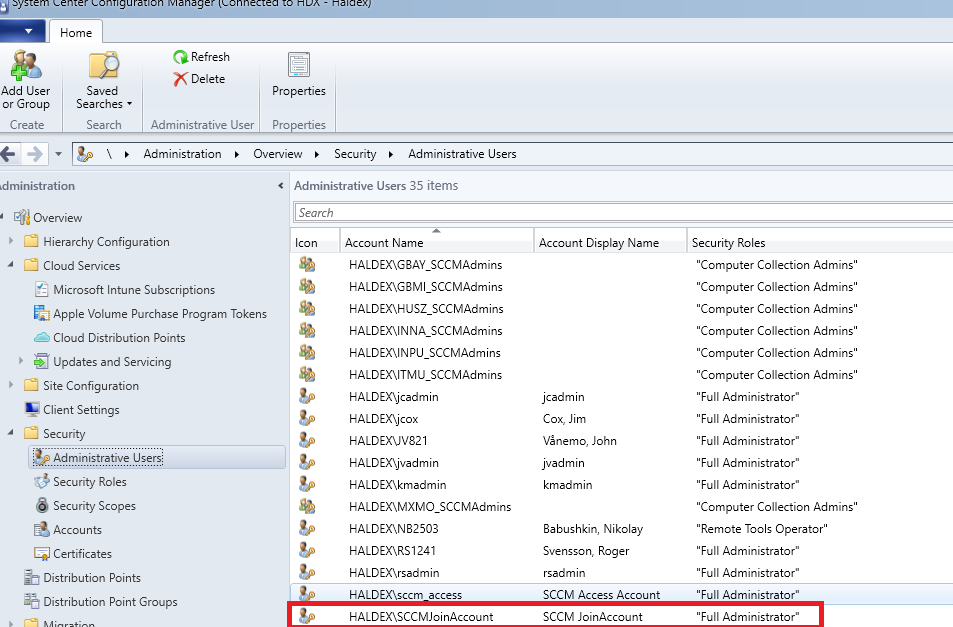 System Center Configuration Manager (Connected to HDX - Haldex)
Home
Add User
or Group
Saved
Searches
Refresh
Delete
Properties
Create
Search
Administrative User
Properties
\ Administration Overview Security Administrative Users
Administration
Overview
Hierarchy Configuration
Cloud Services
Microsoft Intune Subscriptions
Apple Volume Purchase Program Tokens
Cloud Distribution Points
Updates and Servicing
Site Configuration
Client Settings
Security
Administrative Users
Security Roles
Security Scopes
Accounts
Certificates
Distribution Points
Distribution Point Groups
Migration
Administrative Users 35 items
Search
Icon Account Name Account Display Name Security Roles
HALDEX\GBAY_SCCMAdmins "Computer Collection Admins"
HALDEX\GBMI_SCCMAdmins "Computer Collection Admins"
HALDEX\HUSZ_SCCMAdmins "Computer Collection Admins"
HALDEX\INNA_SCCMAdmins "Computer Collection Admins"
HALDEX\INPU_SCCMAdmins "Computer Collection Admins"
HALDEX\ITMU_SCCMAdmins "Computer Collection Admins"
HALDEX\jcadmin jcadmin "Full Administrator"
HALDEX\jcox Cox, Jim "Full Administrator"
HALDEX\JV821 Vånemo, John "Full Administrator"
HALDEX\jvadmin jvadmin "Full Administrator"
HALDEX\kmadmin kmadmin "Full Administrator"
HALDEX\MXMO_SCCMAdmins "Computer Collection Admins"
HALDEX\NB2503 Babushkin, Nikolay "Remote Tools Operator"
HALDEX\RS1241 Svensson, Roger "Full Administrator"
HALDEX\rsadmin rsadmin "Full Administrator"
HALDEX\sccm_access SCCM Access Account "Full Administrator"
HALDEX\SCCMJoinAccount SCCM JoinAccount "Full Administrator"